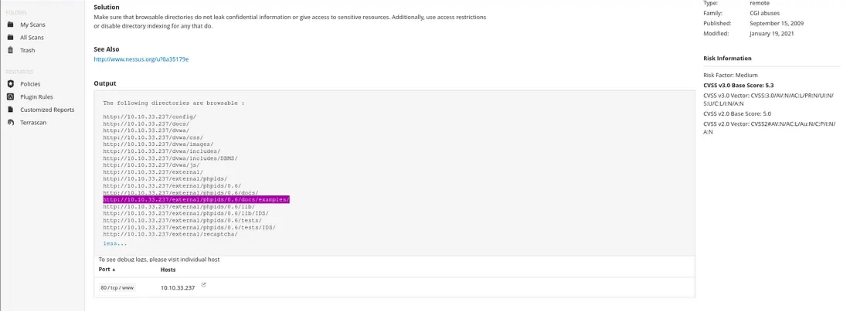 FOLDERS
My Scans
All Scans
Trash
RESOURCES
Policies
Plugin Rules
Customized Reports
Terrascan
Solution
Make sure that browsable directories do not leak confidential information or give access to sensitive resources. Additionally, use access restrictions
or disable directory indexing for any that do.
See Also
http://www.nessus.org/u?0a35179e
Output
The following directories are browsable :
http://10.10.33.237/config/
http://10.10.33.237/docs/
http://10.10.33.237/dvwa/
http://10.10.33.237/dvwa/css/
http://10.10.33.237/dvwa/images/
http://10.10.33.237/dvwa/includes/
http://10.10.33.237/dvwa/includes/DBMS/
http://10.10.33.237/dvwa/js/
http://10.10.33.237/external/
http://10.10.33.237/external/phpids/
http://10.10.33.237/external/phpids/0.6/
http://10.10.33.237/external/phpids/0.6/docs/
http://10.10.33.237/external/phpids/0.6/docs/examples/
http://10.10.33.237/external/phpids/0.6/lib/
http://10.10.33.237/external/phpids/0.6/lib/IDS/
http://10.10.33.237/external/phpids/0.6/tests/
http://10.10.33.237/external/phpids/0.6/tests/IDS/
http://10.10.33.237/external/recaptcha/
less...
To see debug logs, please visit individual host
Port Hosts
80/tcp/www 10.10.33.237
Type: remote
Family: CGI abuses
Published: September 15, 2009
Modified: January 19, 2021
Risk Information
Risk Factor: Medium
CVSS v3.0 Base Score: 5.3
CVSS v3.0 Vector: CVSS:3.0/AV:N/AC:L/PR:N/UI:N/
S:U/C:L/I:N/A:N
CVSS v2.0 Base Score: 5.0
CVSS v2.0 Vector: CVSS2#AV:N/AC:L/Au:N/C:P/I:N/
A:N